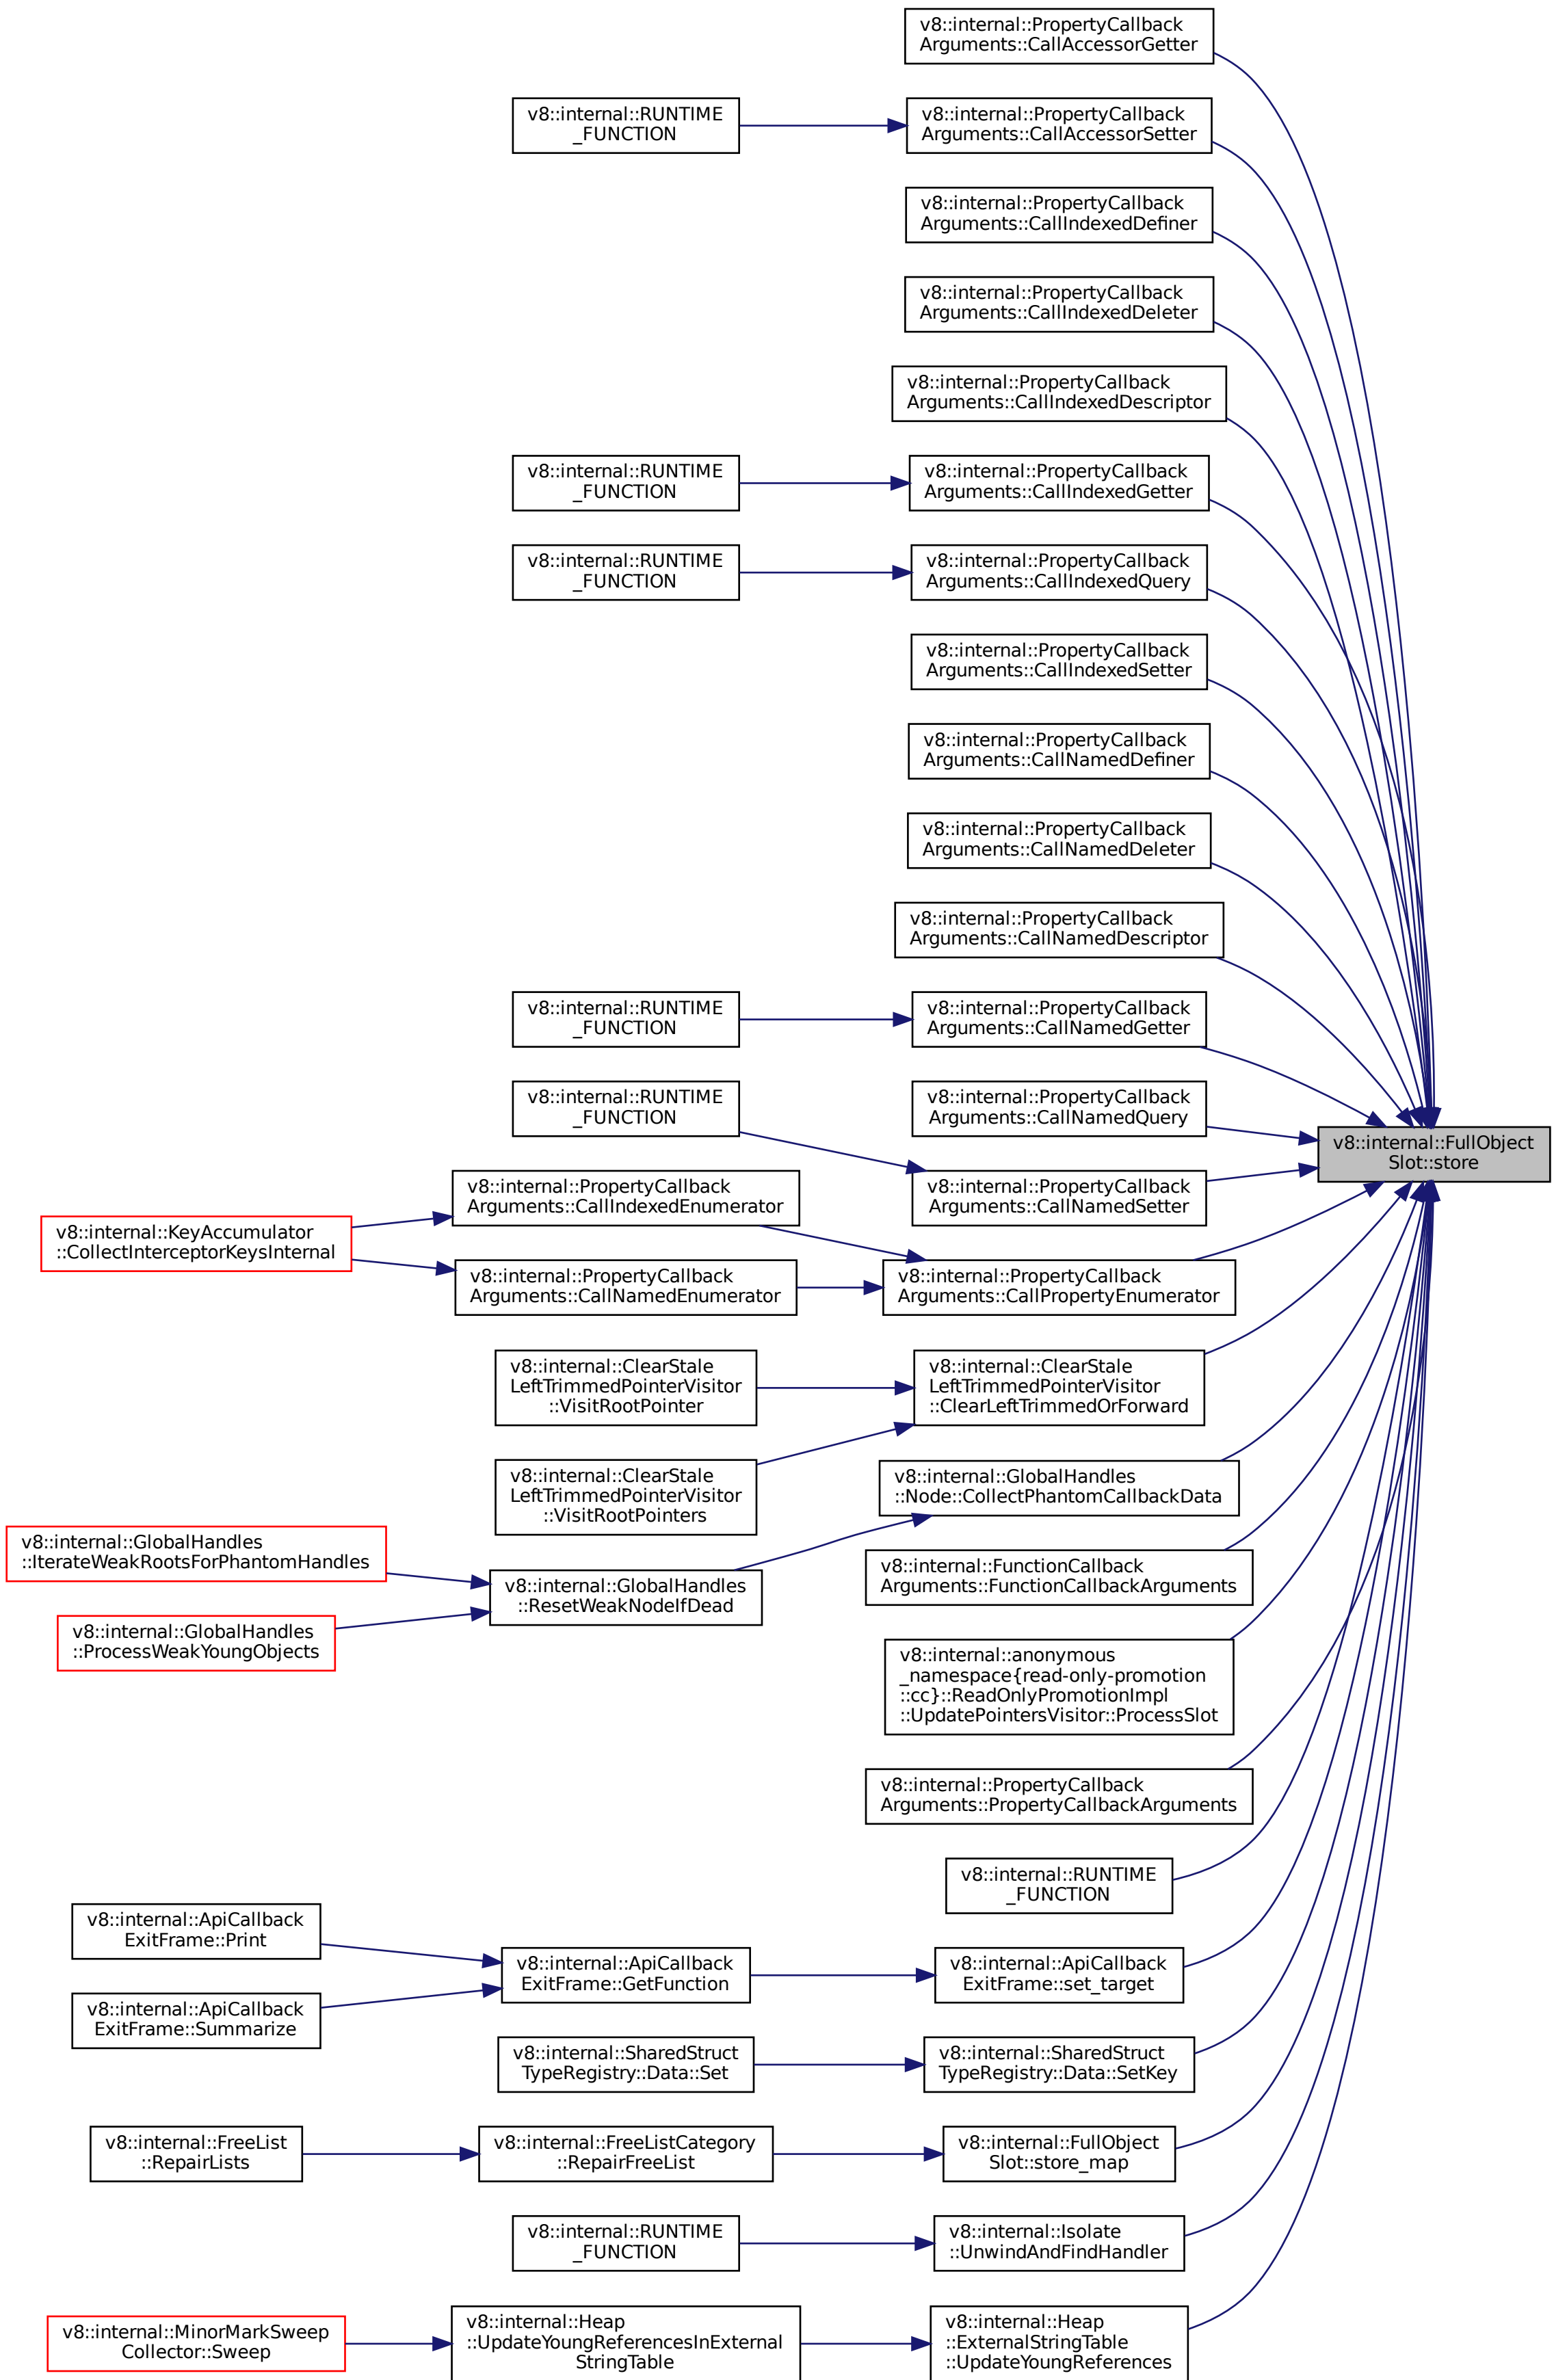 v8::internal::PropertyCallback
Arguments::CallAccessorGetter
v8::internal::RUNTIME
_FUNCTION
v8::internal::PropertyCallback
Arguments::CallAccessorSetter
v8::internal::PropertyCallback
Arguments::CallIndexedDefiner
v8::internal::PropertyCallback
Arguments::CallIndexedDeleter
v8::internal::PropertyCallback
Arguments::CallIndexedDescriptor
v8::internal::RUNTIME
_FUNCTION
v8::internal::PropertyCallback
Arguments::CallIndexedGetter
v8::internal::RUNTIME
_FUNCTION
v8::internal::PropertyCallback
Arguments::CallIndexedQuery
v8::internal::PropertyCallback
Arguments::CallIndexedSetter
v8::internal::PropertyCallback
Arguments::CallNamedDefiner
v8::internal::PropertyCallback
Arguments::CallNamedDeleter
v8::internal::PropertyCallback
Arguments::CallNamedDescriptor
v8::internal::RUNTIME
_FUNCTION
v8::internal::PropertyCallback
Arguments::CallNamedGetter
v8::internal::RUNTIME
_FUNCTION
v8::internal::PropertyCallback
Arguments::CallNamedQuery
v8::internal::FullObject
Slot::store
v8::internal::PropertyCallback
Arguments::CallIndexedEnumerator
v8::internal::PropertyCallback
Arguments::CallNamedSetter
v8::internal::KeyAccumulator
::CollectInterceptorKeysInternal
v8::internal::PropertyCallback
Arguments::CallNamedEnumerator
v8::internal::PropertyCallback
Arguments::CallPropertyEnumerator
v8::internal::ClearStale
LeftTrimmedPointerVisitor
::VisitRootPointer
v8::internal::ClearStale
LeftTrimmedPointerVisitor
::ClearLeftTrimmedOrForward
v8::internal::ClearStale
LeftTrimmedPointerVisitor
::VisitRootPointers
v8::internal::GlobalHandles
::Node::CollectPhantomCallbackData
v8::internal::GlobalHandles
::IterateWeakRootsForPhantomHandles
v8::internal::GlobalHandles
::ResetWeakNodeIfDead
v8::internal::FunctionCallback
Arguments::FunctionCallbackArguments
v8::internal::GlobalHandles
::ProcessWeakYoungObjects
v8::internal::anonymous
_namespace{read-only-promotion
::cc}::ReadOnlyPromotionImpl
::UpdatePointersVisitor::ProcessSlot
v8::internal::PropertyCallback
Arguments::PropertyCallbackArguments
v8::internal::RUNTIME
_FUNCTION
v8::internal::ApiCallback
ExitFrame::Print
v8::internal::ApiCallback
ExitFrame::GetFunction
v8::internal::ApiCallback
ExitFrame::set_target
v8::internal::ApiCallback
ExitFrame::Summarize
v8::internal::SharedStruct
TypeRegistry::Data::Set
v8::internal::SharedStruct
TypeRegistry::Data::SetKey
v8::internal::FreeList
::RepairLists
v8::internal::FreeListCategory
::RepairFreeList
v8::internal::FullObject
Slot::store_map
v8::internal::RUNTIME
_FUNCTION
v8::internal::Isolate
::UnwindAndFindHandler
v8::internal::MinorMarkSweep
Collector::Sweep
v8::internal::Heap
::UpdateYoungReferencesInExternal
StringTable
v8::internal::Heap
::ExternalStringTable
::UpdateYoungReferences